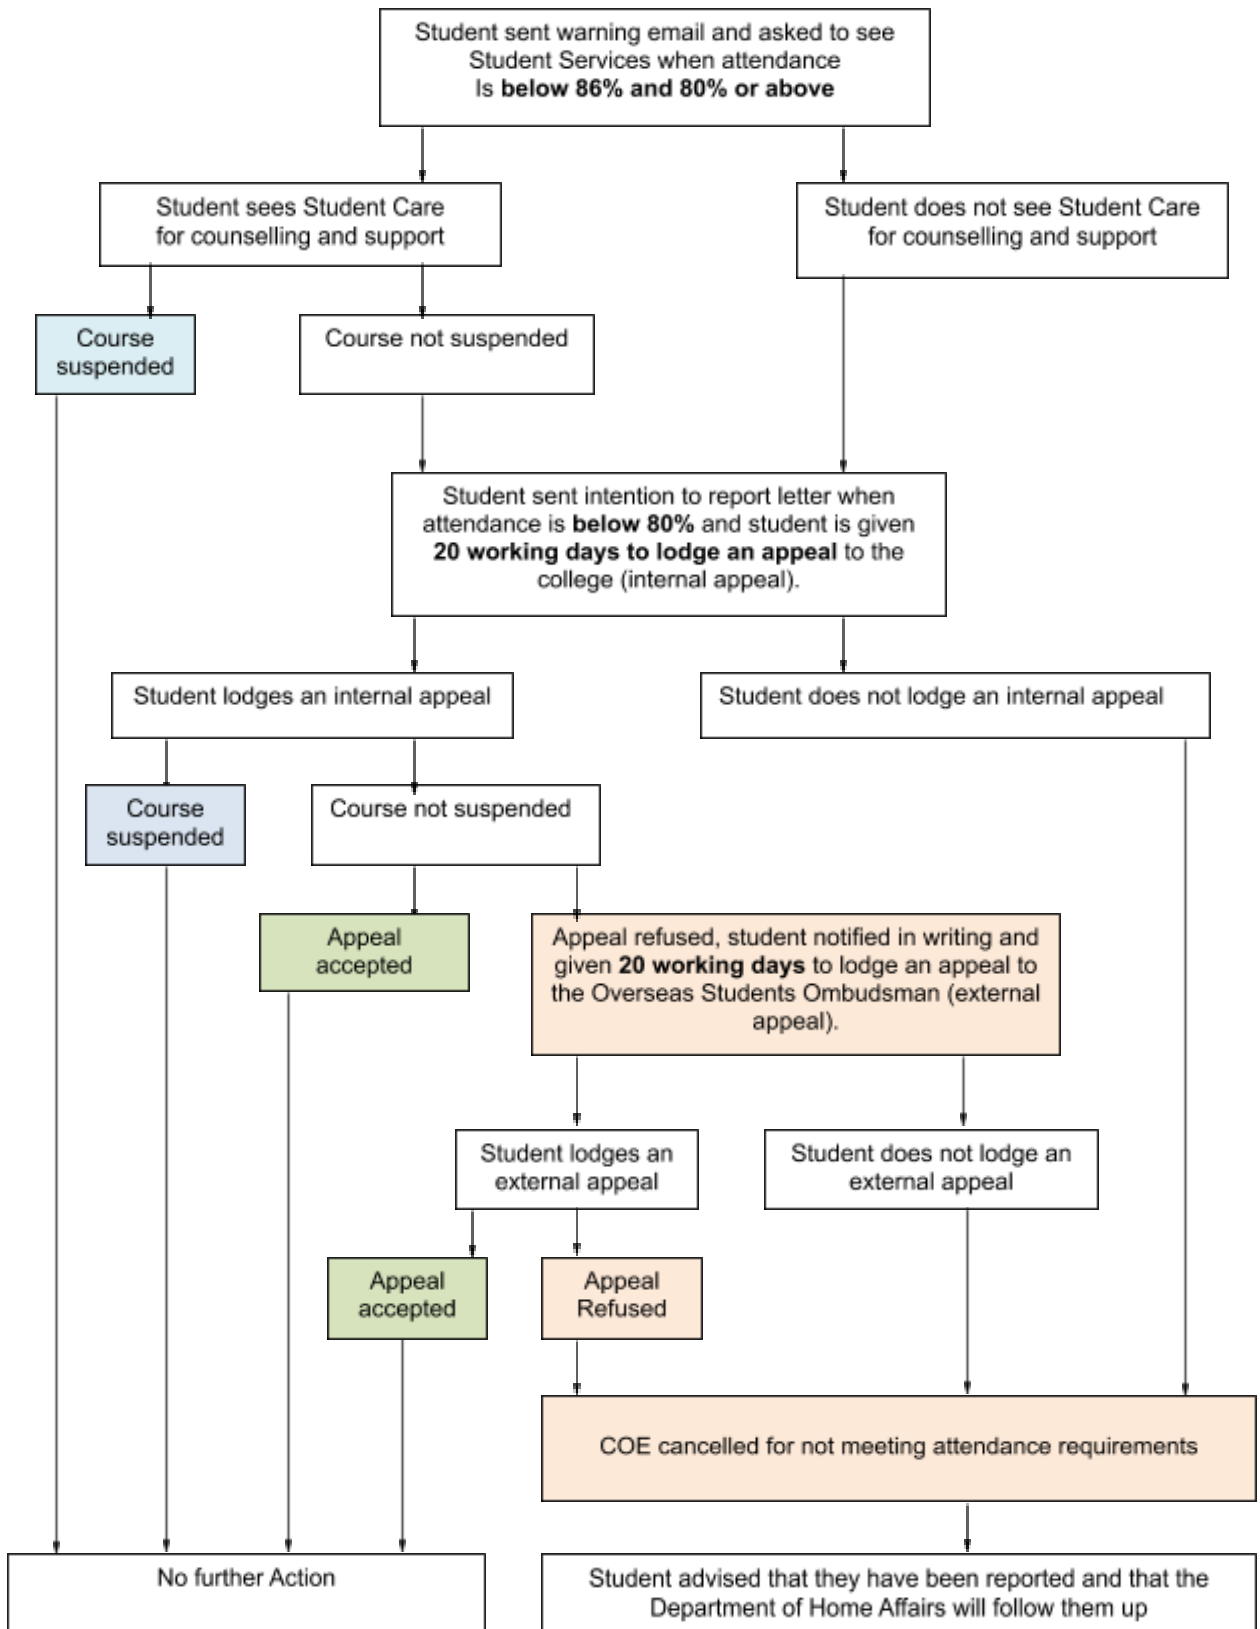 Student sent warning email and asked to see
Student Services when attendance
Is below 86% and 80% or above
Student sees Student Care
for counselling and support
Student does not see Student Care
for counselling and support
Course
suspended
Course not suspended
Student sent intention to report letter when
attendance is below 80% and student is given
20 working days to lodge an appeal to the
college (internal appeal).
Student lodges an internal appeal
Student does not lodge an internal appeal
Course
suspended
Course not suspended
Appeal
accepted
Appeal refused, student notified in writing and
given 20 working days to lodge an appeal to
the Overseas Students Ombudsman (external
appeal).
Student lodges an
external appeal
Student does not lodge an
external appeal
Appeal
accepted
Appeal
Refused
COE cancelled for not meeting attendance requirements
No further Action
Student advised that they have been reported and that the
Department of Home Affairs will follow them up